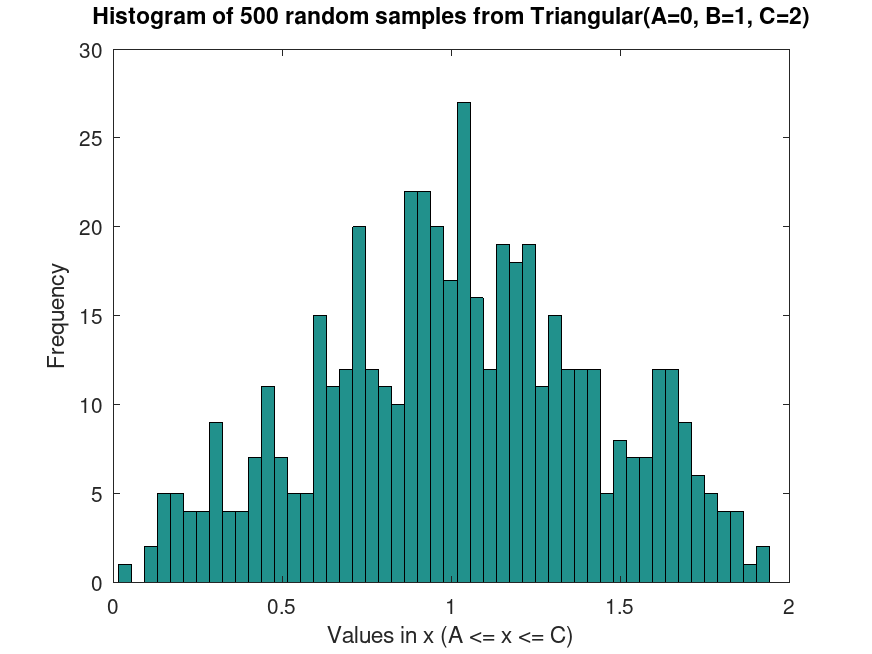 Histogram of 500 random samples from Triangular(A=0, B=1, C=2)
30
25
20
15
10
5
0
Frequency
0 0.5 1 1.5 2
Values in x (A <= x <= C)